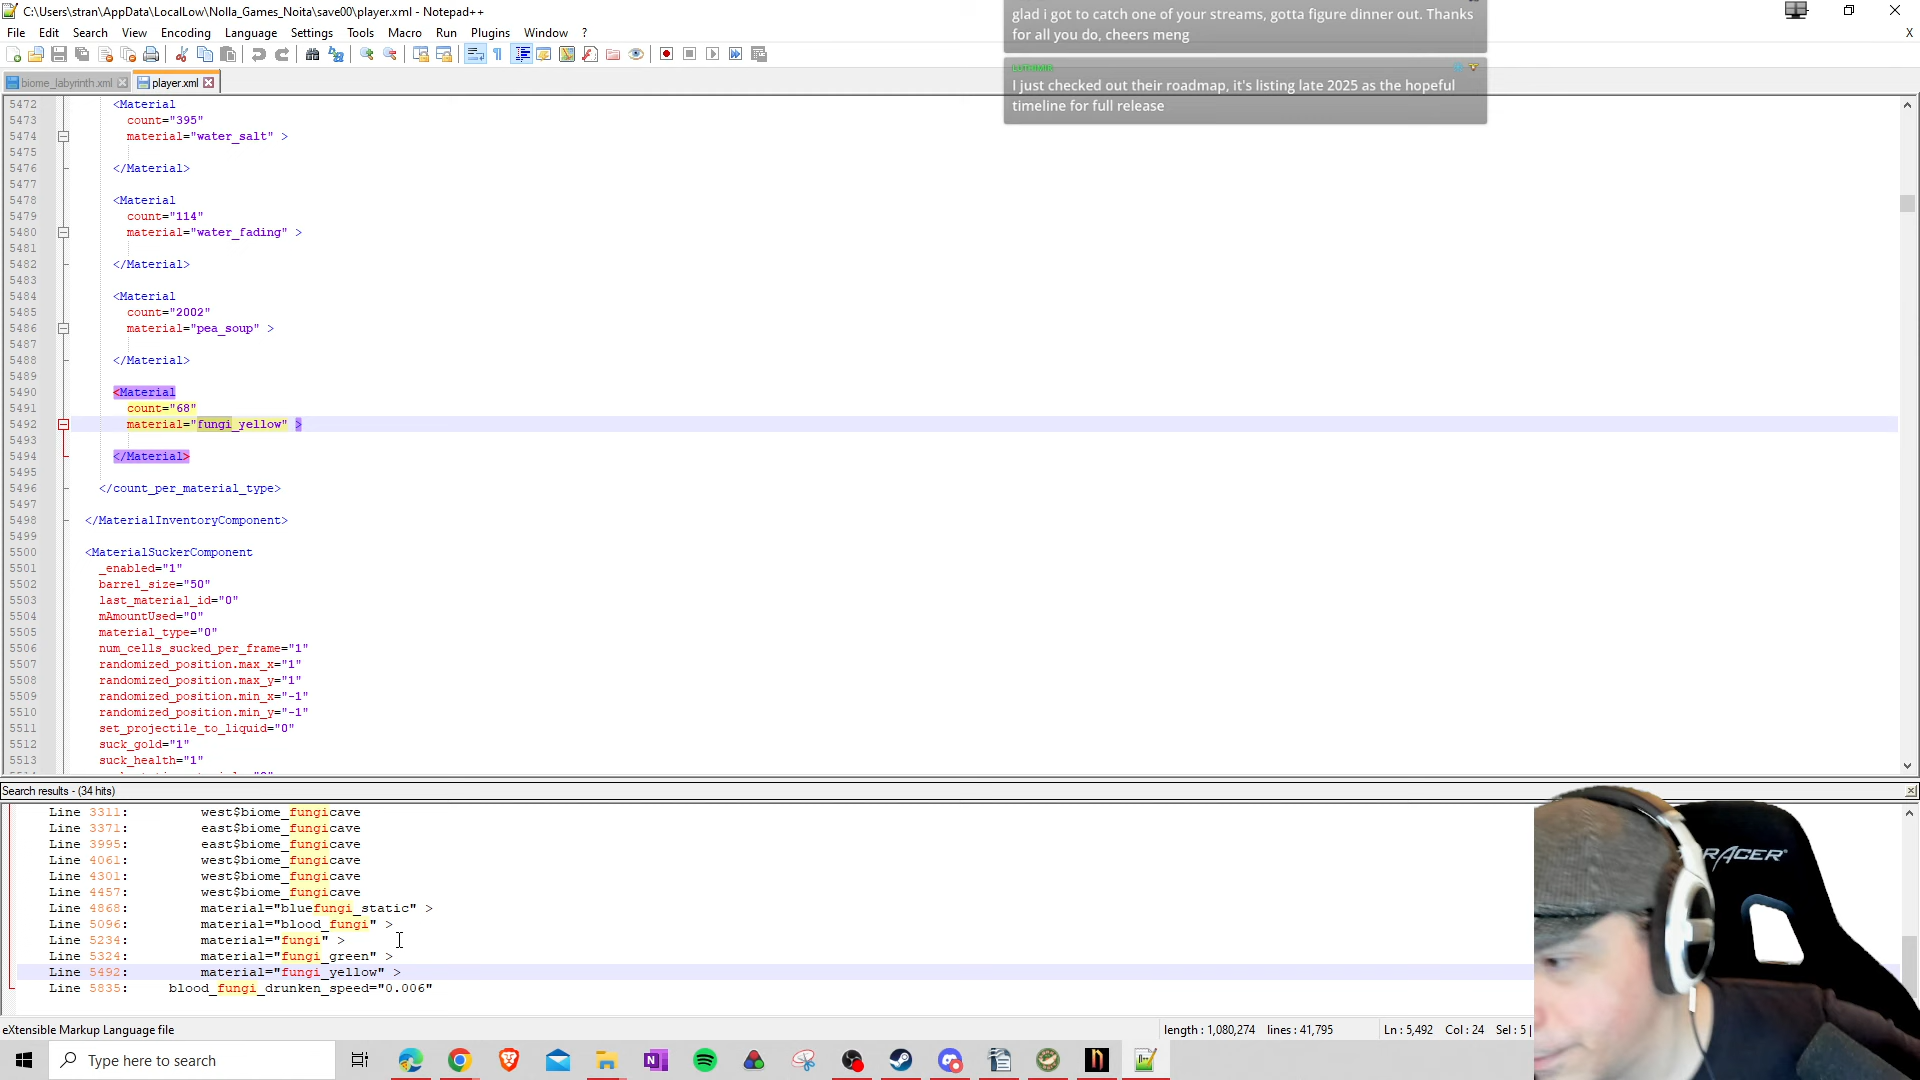 C:\Users\stran\AppData\LocalLow\Nolla_Games_Noita\save00\player.xml - Notepad++
File Edit Search View Encoding Language Settings Tools Macro Run Plugins Window ?
X
glad i got to catch one of your streams, gotta figure dinner out. Thanks
for all you do, cheers meng
I just checked out their roadmap, it's listing late 2025 as the hopeful
timeline for full release
biome_labyrinth.xml player.xml
5472 <Material
5473 count="395"
5474 material="water_salt" >
5475
5476 </Material>
5477
5478 <Material
5479 count="114"
5480 material="water_fading" >
5481
5482 </Material>
5483
5484 <Material
5485 count="2002"
5486 material="pea_soup" >
5487
5488 </Material>
5489
5490 <Material
5491 count="68"
5492 material="fungi_yellow" >
5493
5494 </Material>
5495
5496 </count_per_material_type>
5497
5498 </MaterialInventoryComponent>
5499
5500 <MaterialSuckerComponent
5501 _enabled="1"
5502 barrel_size="50"
5503 last_material_id="0"
5504 mAmountUsed="0"
5505 material_type="0"
5506 num_cells_sucked_per_frame="1"
5507 randomized_position.max_x="1"
5508 randomized_position.max_y="1"
5509 randomized_position.min_x="-1"
5510 randomized_position.min_y="-1"
5511 set_projectile_to_liquid="0"
5512 suck_gold="1"
5513 suck_health="1"
Search results - (34 hits)
Line 3311: west$biome_fungicave
Line 3371: east$biome_fungicave
Line 3995: east$biome_fungicave
Line 4061: west$biome_fungicave
Line 4301: west$biome_fungicave
Line 4457: west$biome_fungicave
Line 4868: material="bluefungi_static" >
Line 5096: material="blood_fungi" >
Line 5234: material="fungi" >
Line 5324: material="fungi_green" >
Line 5492: material="fungi_yellow" >
Line 5835: blood_fungi_drunken_speed="0.006"
RACER
eXtensible Markup Language file length : 1,080,274 lines : 41,795 Ln : 5,492 Col : 24 Sel : 5 |
Type here to search